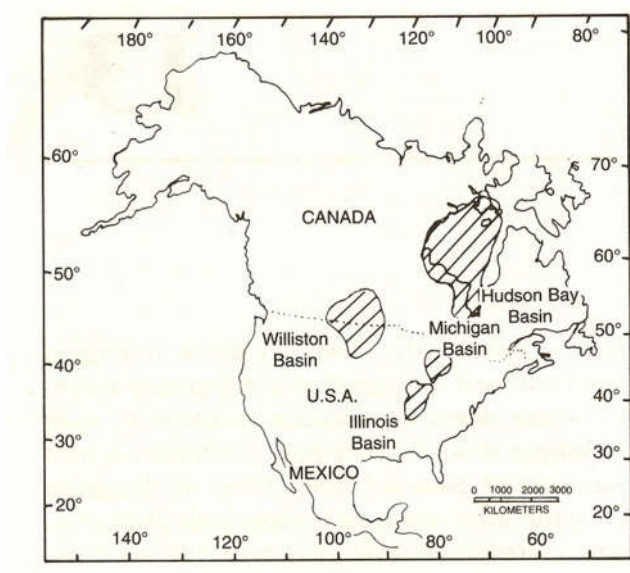 180° 160° 140° 120° 100° 80°
60° 70°
CANADA
50° 60°
Hudson Bay
Basin
Michigan
Basin
50°
Williston
Basin
40°
U.S.A.
40°
Illinois
Basin
30° 30°
MEXICO
0 1000 2000 3000
KILOMETERS
20° 20°
140° 120° 100° 80° 60°